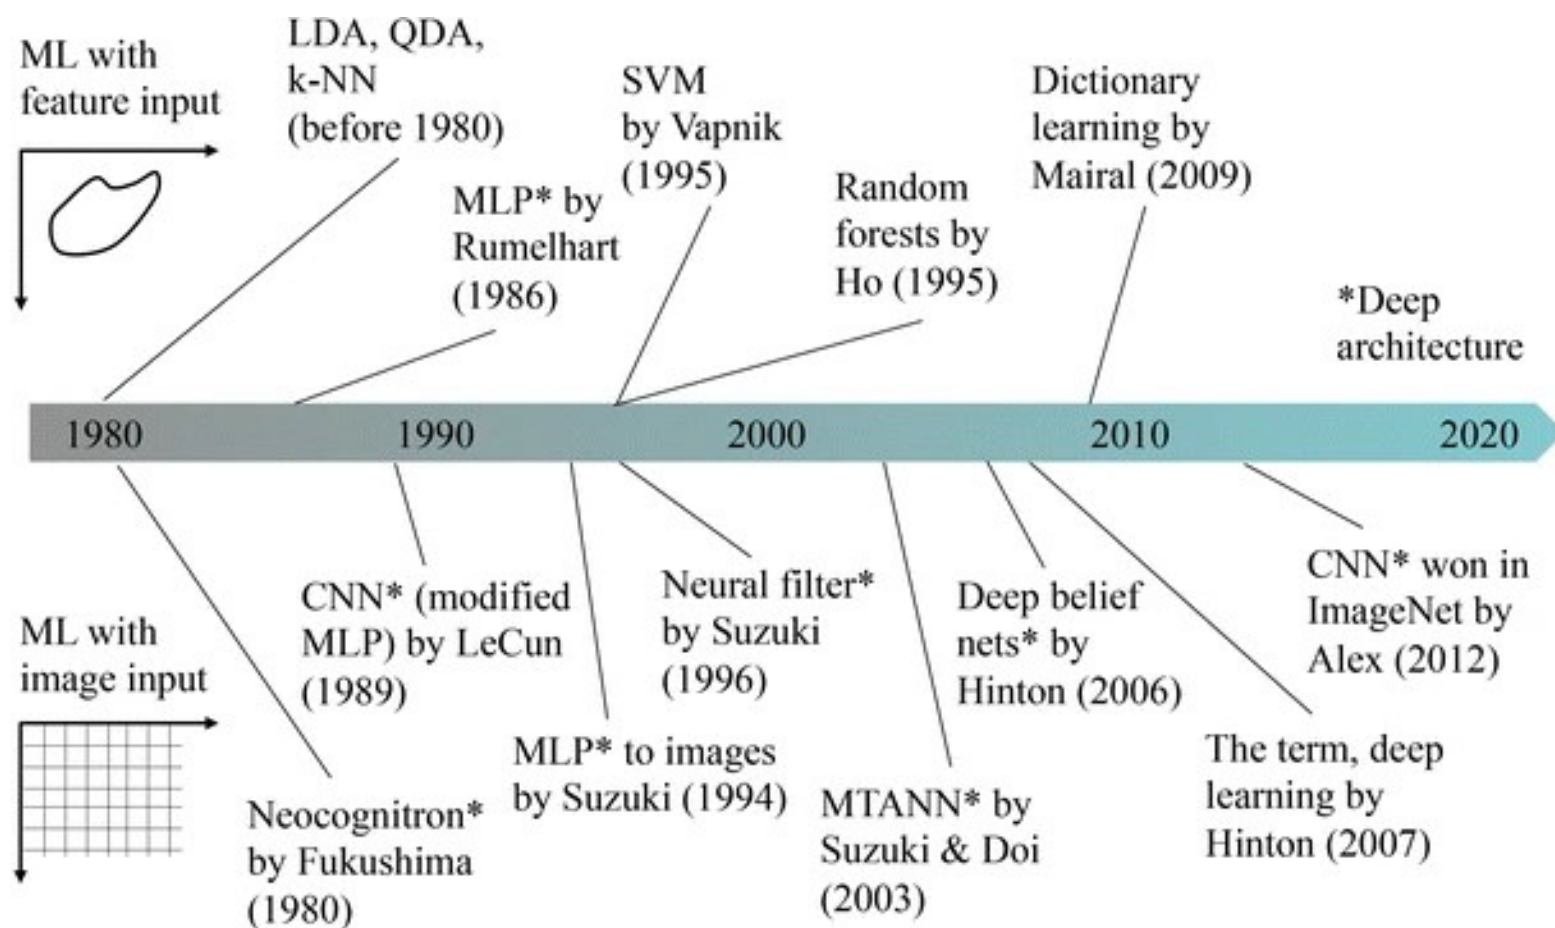 ML with
feature input
LDA, QDA,
k-NN
(before 1980)
MLP* by
Rumelhart
(1986)
SVM
by Vapnik
(1995)
Random
forests by
Ho (1995)
Dictionary
learning by
Mairal (2009)
*Deep
architecture
1980
1990
2000
2010
2020
ML with
image input
Neocognitron*
by Fukushima
(1980)
CNN* (modified
MLP) by LeCun
(1989)
MLP* to images
by Suzuki (1994)
Neural filter*
by Suzuki
(1996)
MTANN* by
Suzuki & Doi
(2003)
Deep belief
nets* by
Hinton (2006)
The term, deep
learning by
Hinton (2007)
CNN* won in
ImageNet by
Alex (2012)